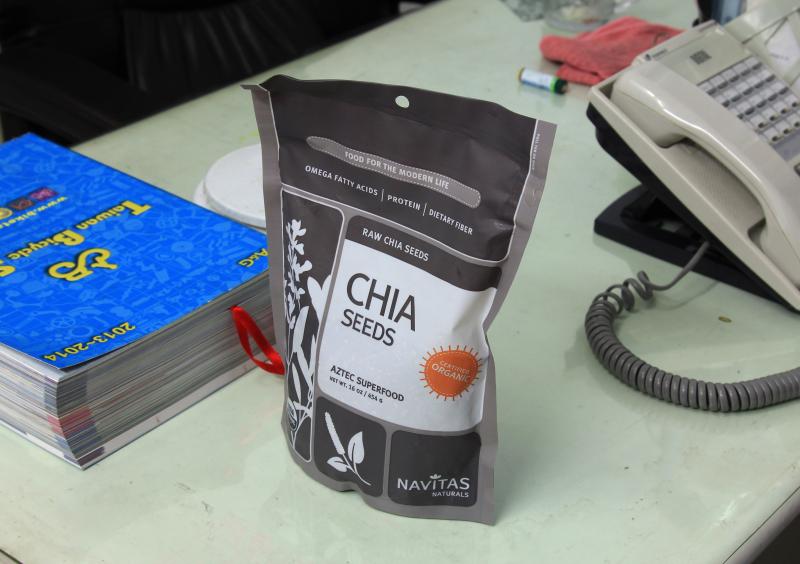 FOOD FOR THE MODERN LIFE
OMEGA FATTY ACIDS | PROTEIN | DIETARY FIBER
RAW CHIA SEEDS
CHIA
SEEDS
CERTIFIED
ORGANIC
AZTEC SUPERFOOD
NET WT. 16 OZ / 454 G
NAVITAS
NATURALS
Taiwan Bicycle
2013-2014